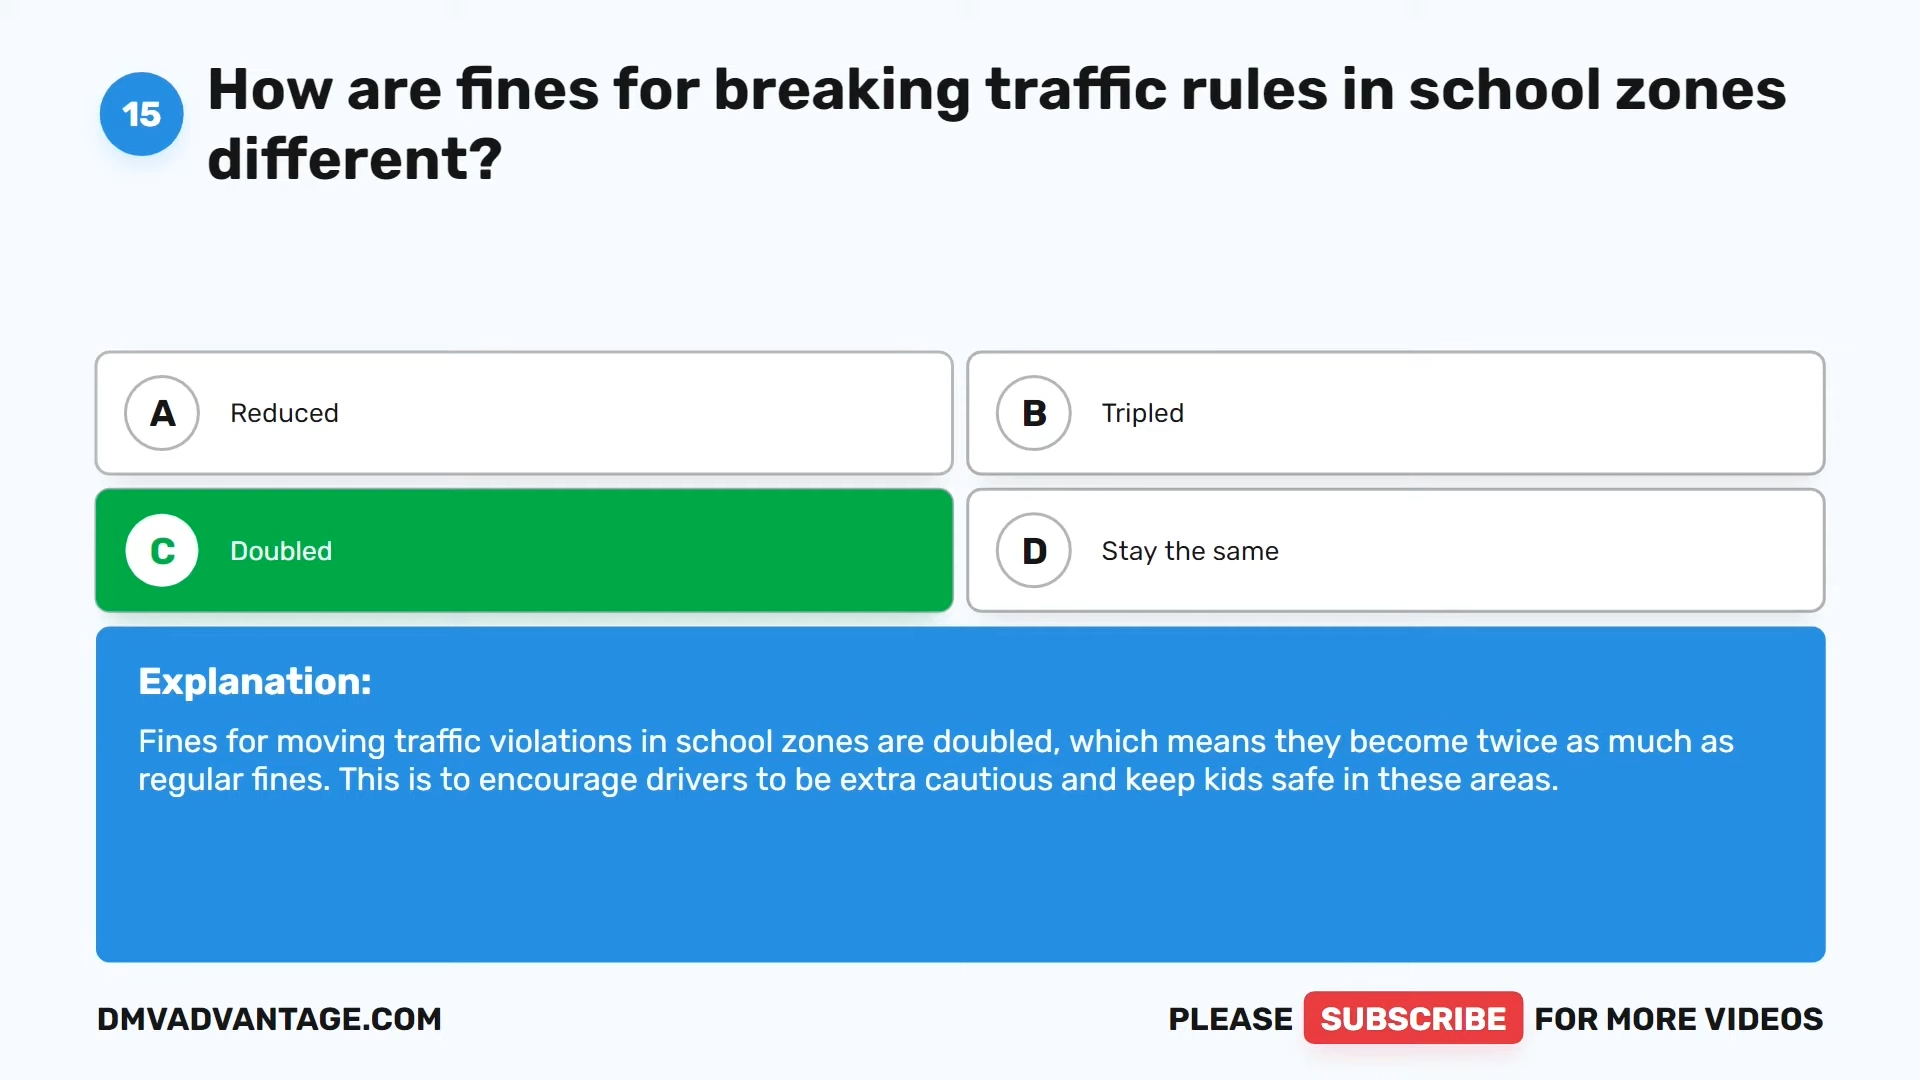 15
How are fines for breaking traffic rules in school zones
different?
A Reduced
B Tripled
C Doubled
D Stay the same
Explanation:
Fines for moving traffic violations in school zones are doubled, which means they become twice as much as
regular fines. This is to encourage drivers to be extra cautious and keep kids safe in these areas.
DMVADVANTAGE.COM
PLEASE SUBSCRIBE FOR MORE VIDEOS